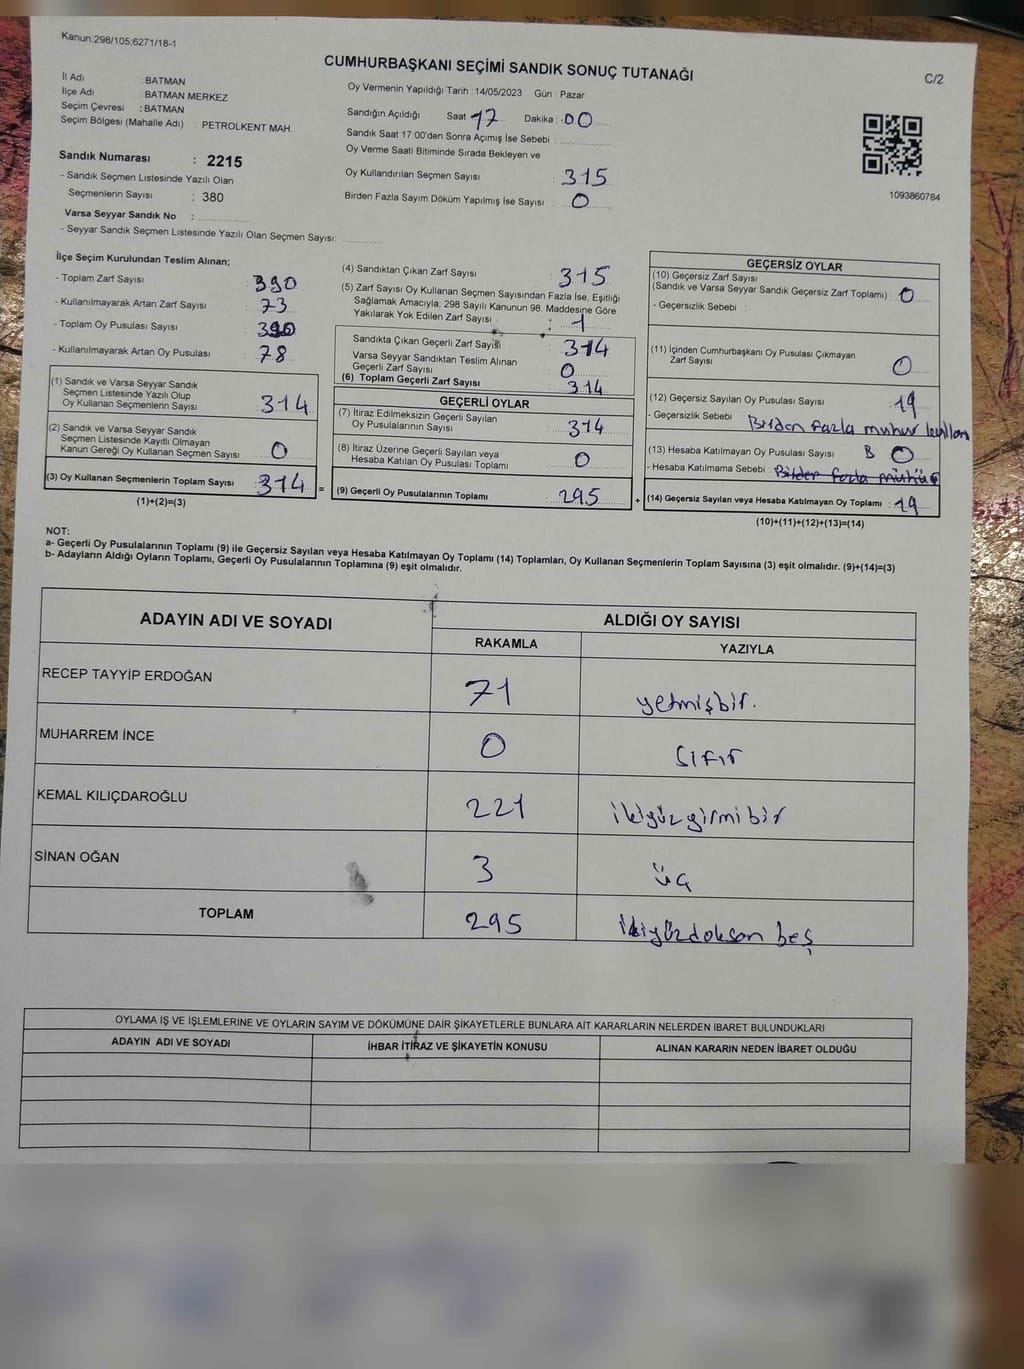 Kanun;298/105;6271/18-1
CUMHURBAŞKANI SEÇİMİ SANDIK SONUÇ TUTANAĞI
C/2
İl Adı : BATMAN
İlçe Adı : BATMAN MERKEZ
Seçim Çevresi : BATMAN
Seçim Bölgesi (Mahalle Adı) : PETROLKENT MAH.
Sandık Numarası : 2215
- Sandık Seçmen Listesinde Yazılı Olan
Seçmenlerin Sayısı : 380
Varsa Seyyar Sandık No :
- Seyyar Sandık Seçmen Listesinde Yazılı Olan Seçmen Sayısı:
Oy Vermenin Yapıldığı Tarih :14/05/2023 Gün : Pazar
Sandığın Açıldığı Saat 17 Dakika : 00
Sandık Saat 17:00'den Sonra Açımış İse Sebebi :
Oy Verme Saati Bitiminde Sırada Bekleyen ve
Oy Kullandırılan Seçmen Sayısı : 315
Birden Fazla Sayım Döküm Yapılmış İse Sayısı : 0
1093860784
İlçe Seçim Kurulundan Teslim Alınan;
- Toplam Zarf Sayısı : 390
- Kullanılmayarak Artan Zarf Sayısı : 73
- Toplam Oy Pusulası Sayısı : 390
- Kullanılmayarak Artan Oy Pusulası : 78
(1) Sandık ve Varsa Seyyar Sandık
Seçmen Listesinde Yazılı Olup
Oy Kullanan Seçmenlerin Sayısı : 314
(2) Sandık ve Varsa Seyyar Sandık
Seçmen Listesinde Kayıtlı Olmayan
Kanun Gereği Oy Kullanan Seçmen Sayısı : 0
(3) Oy Kullanan Seçmenlerin Toplam Sayısı : 314
(1)+(2)=(3)
(4) Sandıktan Çıkan Zarf Sayısı : 315
(5) Zarf Sayısı Oy Kullanan Seçmen Sayısından Fazla İse, Eşitliği
Sağlamak Amacıyla, 298 Sayılı Kanunun 98. Maddesine Göre
Yakılarak Yok Edilen Zarf Sayısı : 1
Sandıkta Çıkan Geçerli Zarf Sayısı : 314
Varsa Seyyar Sandıktan Teslim Alınan
Geçerli Zarf Sayısı : 0
(6) Toplam Geçerli Zarf Sayısı : 314
GEÇERLİ OYLAR
(7) İtiraz Edilmeksizin Geçerli Sayılan
Oy Pusulalarının Sayısı : 314
(8) İtiraz Üzerine Geçerli Sayılan veya
Hesaba Katılan Oy Pusulası Toplamı : 0
= (9) Geçerli Oy Pusulalarının Toplamı : 295
GEÇERSİZ OYLAR
(10) Geçersiz Zarf Sayısı
(Sandık ve Varsa Seyyar Sandık Geçersiz Zarf Toplamı) : 0
- Geçersizlik Sebebi :
(11) İçinden Cumhurbaşkanı Oy Pusulası Çıkmayan
Zarf Sayısı : 0
(12) Geçersiz Sayılan Oy Pusulası Sayısı : 19
- Geçersizlik Sebebi : Birden fazla mühür
(13) Hesaba Katılmayan Oy Pusulası Sayısı B 0
- Hesaba Katılmama Sebebi :
+ (14) Geçersiz Sayılan veya Hesaba Katılmayan Oy Toplamı : 19
(10)+(11)+(12)+(13)=(14)
NOT:
a- Geçerli Oy Pusulalarının Toplamı (9) ile Geçersiz Sayılan veya Hesaba Katılmayan Oy Toplamı (14) Toplamları, Oy Kullanan Seçmenlerin Toplam Sayısına (3) eşit olmalıdır. (9)+(14)=(3)
b- Adayların Aldığı Oyların Toplamı, Geçerli Oy Pusulalarının Toplamına (9) eşit olmalıdır.
ADAYIN ADI VE SOYADI
ALDIĞI OY SAYISI
RAKAMLA YAZIYLA
RECEP TAYYİP ERDOĞAN 71 yetmişbir.
MUHARREM İNCE 0 Sıfır
KEMAL KILIÇDAROĞLU 221 ikiyüzyirmi bir
SİNAN OĞAN 3 üç
TOPLAM 295 ikiyüzdoksan beş
OYLAMA İŞ VE İŞLEMLERİNE VE OYLARIN SAYIM VE DÖKÜMÜNE DAİR ŞİKAYETLERLE BUNLARA AİT KARARLARIN NELERDEN İBARET BULUNDUKLARI
ADAYIN ADI VE SOYADI İHBAR İTİRAZ VE ŞİKAYETİN KONUSU ALINAN KARARIN NEDEN İBARET OLDUĞU